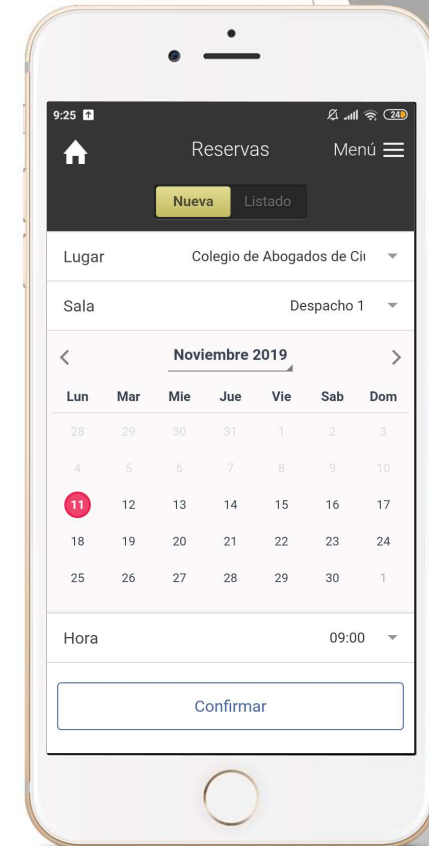 9:25 24
Reservas Menú
Nueva Listado
Lugar Colegio de Abogados de Ciu
Sala Despacho 1
Noviembre 2019
Lun Mar Mie Jue Vie Sab Dom
28 29 30 31 1 2 3
4 5 6 7 8 9 10
11 12 13 14 15 16 17
18 19 20 21 22 23 24
25 26 27 28 29 30 1
Hora 09:00
Confirmar